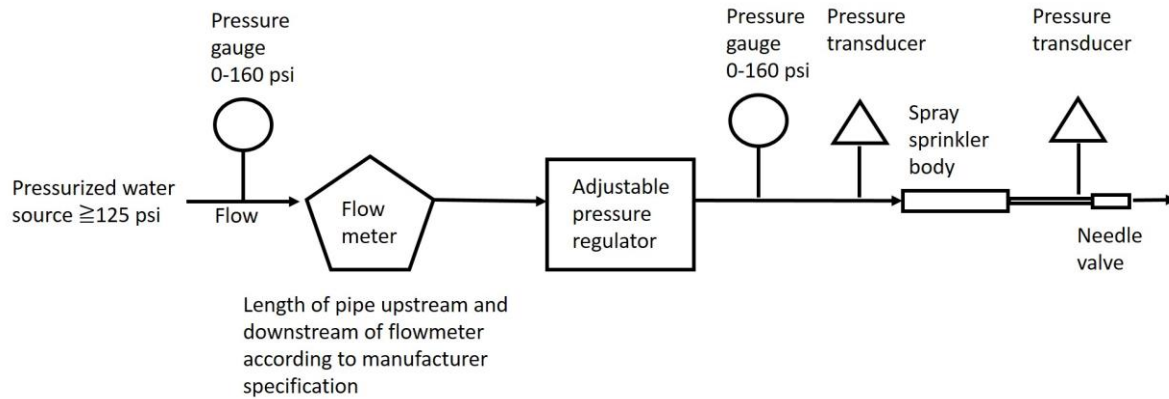 Pressure
gauge
0-160 psi
Pressure
gauge
0-160 psi
Pressure
transducer
Pressure
transducer
Spray
sprinkler
body
Pressurized water
source ≧125 psi
Flow
Flow
meter
Adjustable
pressure
regulator
Needle
valve
Length of pipe upstream and
downstream of flowmeter
according to manufacturer
specification